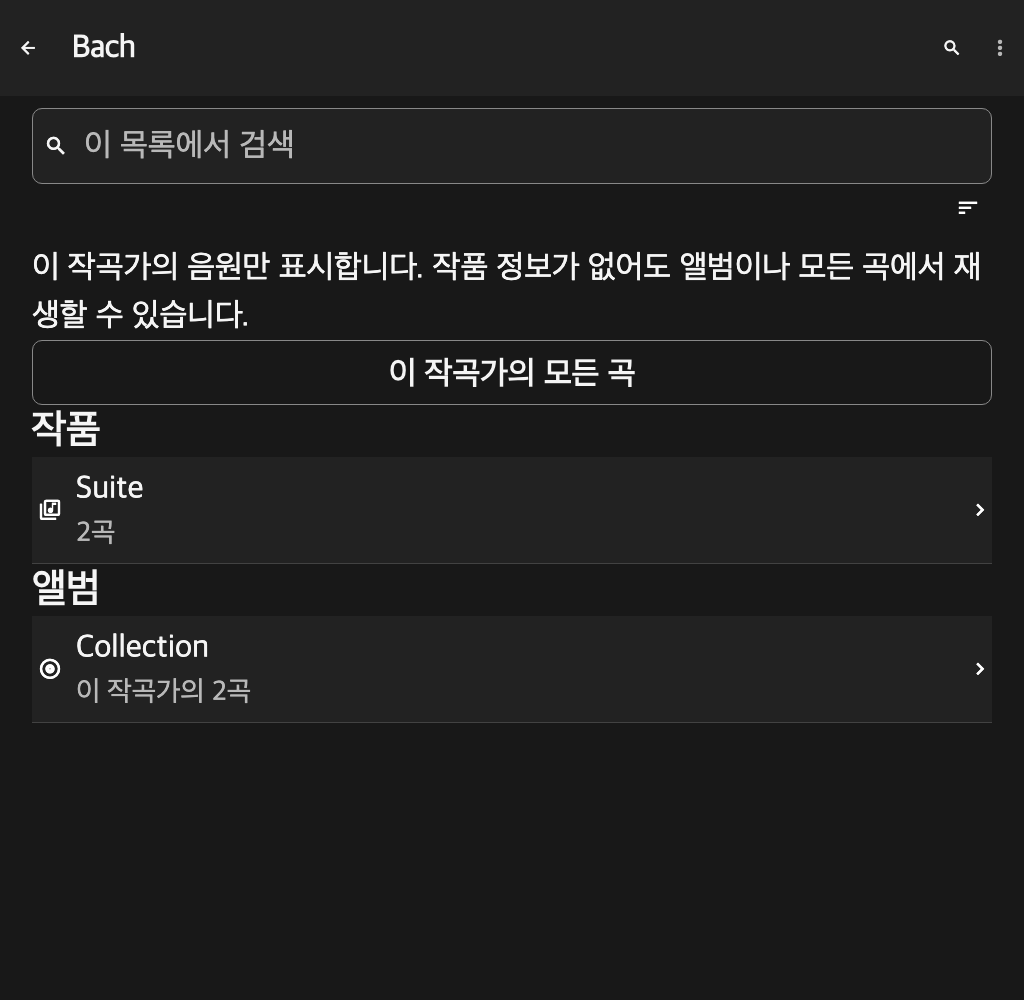 Bach
이 목록에서 검색
이 작곡가의 음원만 표시합니다. 작품 정보가 없어도 앨범이나 모든 곡에서 재
생할 수 있습니다.
이 작곡가의 모든 곡
작품
Suite
2곡
앨범
Collection
이 작곡가의 2곡